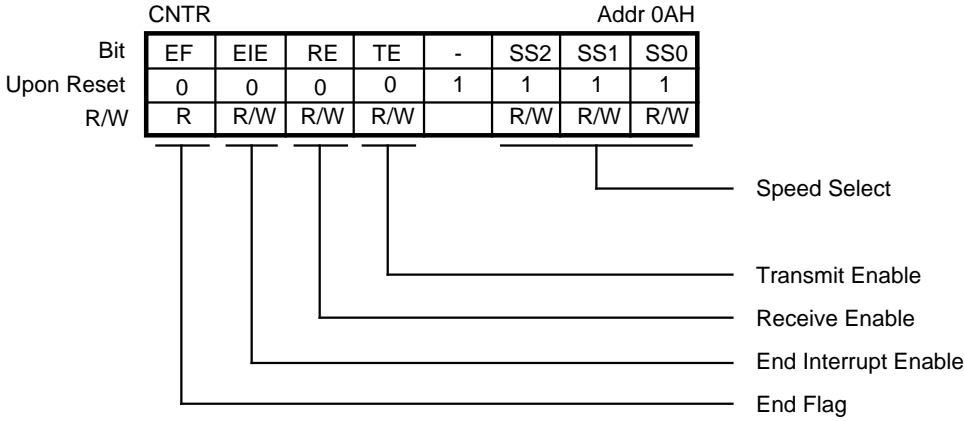 CNTR Addr 0AH
Bit EF EIE RE TE - SS2 SS1 SS0
Upon Reset 0 0 0 0 1 1 1 1
R/W R R/W R/W R/W R/W R/W R/W
Speed Select
Transmit Enable
Receive Enable
End Interrupt Enable
End Flag